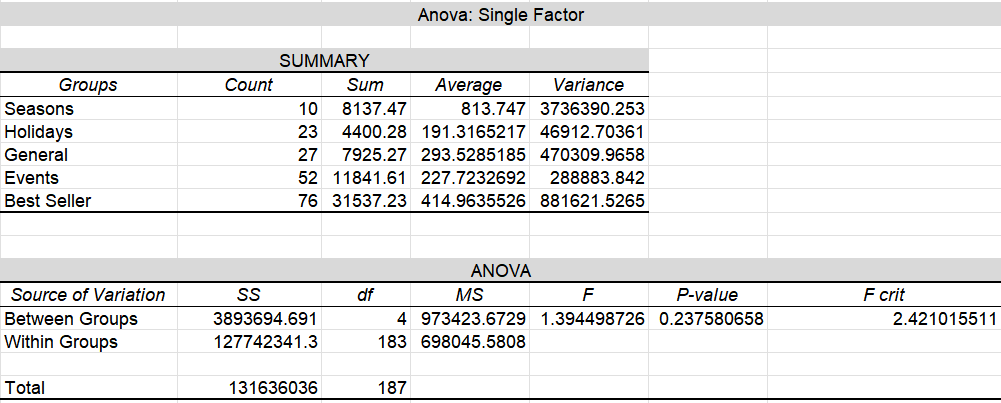 Anova: Single Factor
SUMMARY
Groups Count Sum Average Variance
Seasons 10 8137.47 813.747 3736390.253
Holidays 23 4400.28 191.3165217 46912.70361
General 27 7925.27 293.5285185 470309.9658
Events 52 11841.61 227.7232692 288883.842
Best Seller 76 31537.23 414.9635526 881621.5265
ANOVA
Source of Variation SS df MS F P-value F crit
Between Groups 3893694.691 4 973423.6729 1.394498726 0.237580658 2.421015511
Within Groups 127742341.3 183 698045.5808
Total 131636036 187